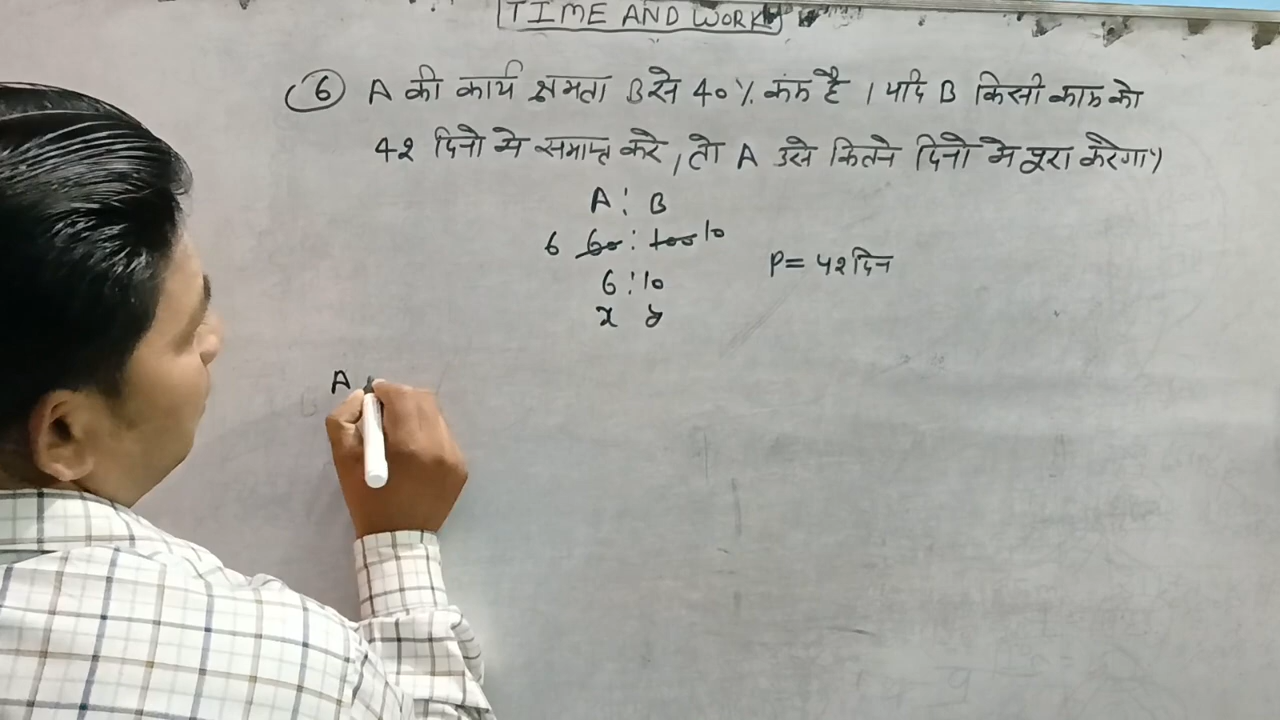 TIME AND WORK
6 A की कार्य क्षमता B से 40% कम है । यदि B किसी काम को
42 दिनो मे समाप्त करे, तो A उसे कितने दिनो मे पूरा करेगा?
A : B
6 60 : 100 10
6 : 10
x y
P = 42 दिन
A